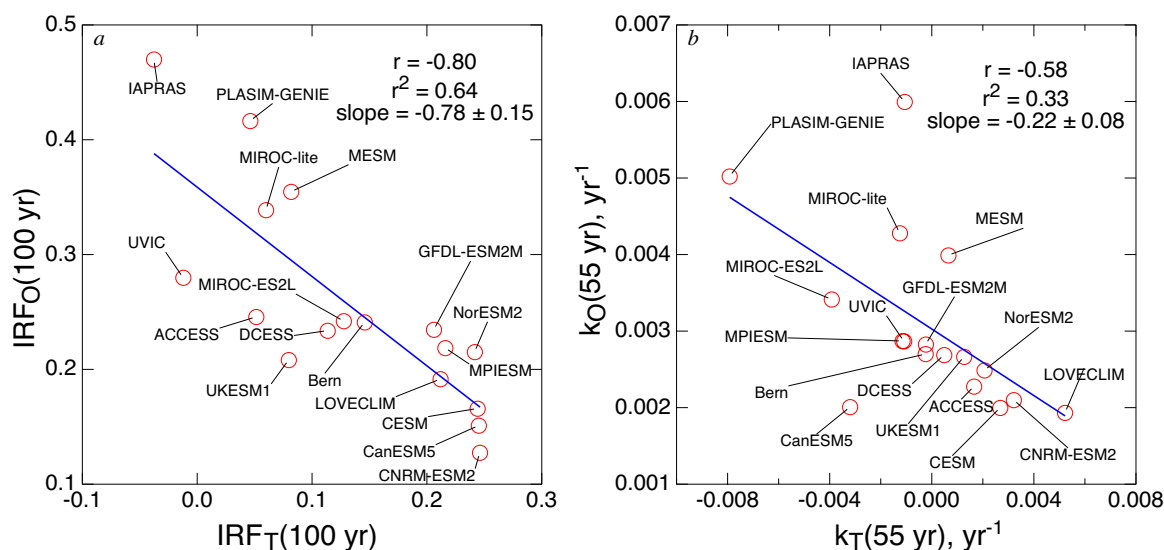 a
r = -0.80
r² = 0.64
slope = -0.78 ± 0.15
IAPRAS
PLASIM-GENIE
MIROC-lite
MESM
UVIC
GFDL-ESM2M
MIROC-ES2L
NorESM2
ACCESS
DCESS
MPIESM
UKESM1
Bern
LOVECLIM
CESM
CanESM5
CNRM-ESM2
0.5
0.4
0.3
0.2
0.1
-0.1
0.0
0.1
0.2
0.3
IRF_O(100 yr)
IRF_T(100 yr)
b
r = -0.58
r² = 0.33
slope = -0.22 ± 0.08
IAPRAS
PLASIM-GENIE
MIROC-lite
MESM
MIROC-ES2L
GFDL-ESM2M
UVIC
NorESM2
MPIESM
Bern
DCESS
LOVECLIM
ACCESS
CanESM5
UKESM1
CESM
CNRM-ESM2
0.007
0.006
0.005
0.004
0.003
0.002
0.001
-0.008
-0.004
0.000
0.004
0.008
k_O(55 yr), yr⁻¹
k_T(55 yr), yr⁻¹